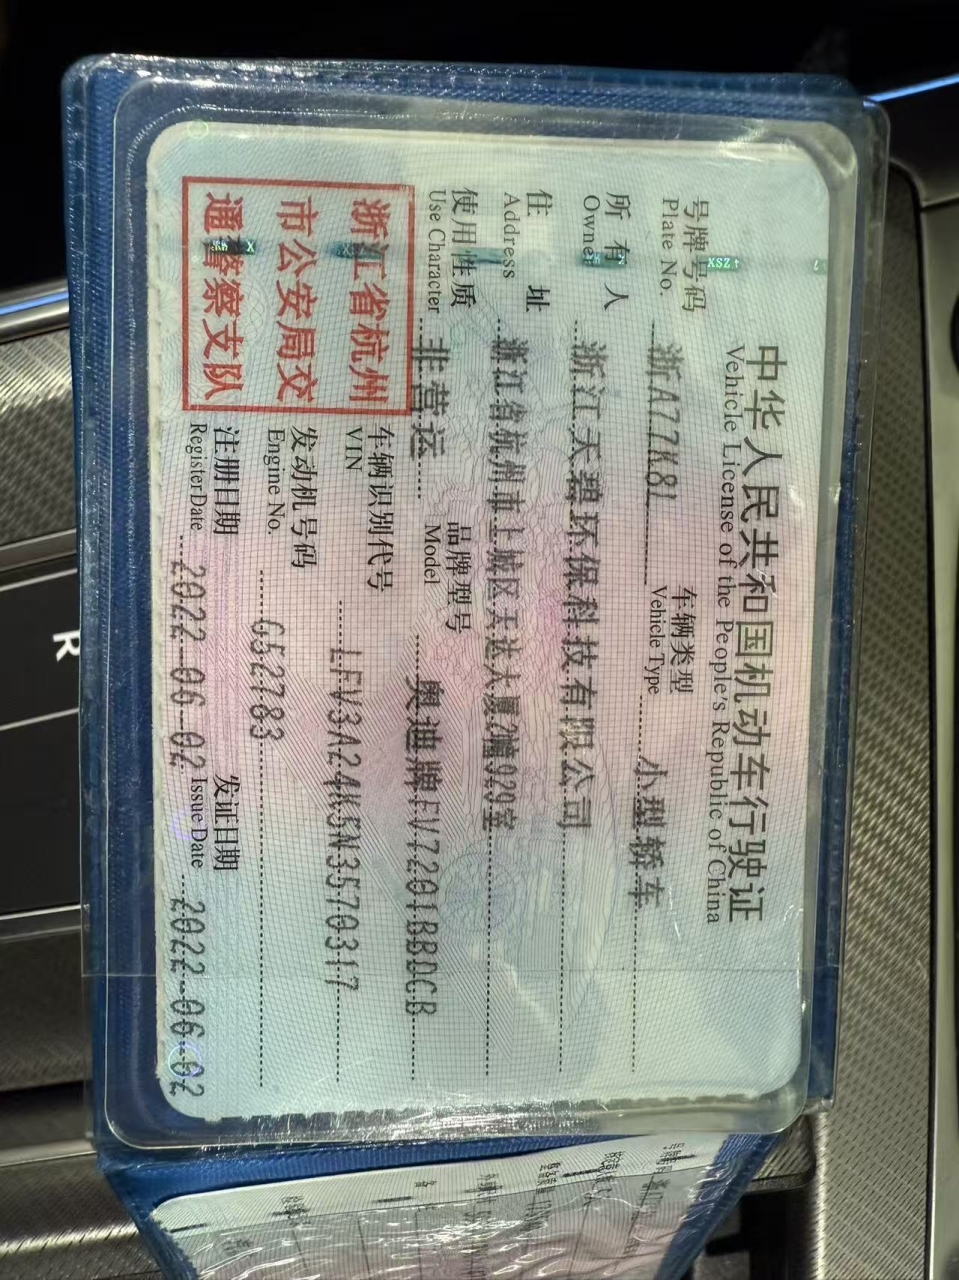 中华人民共和国机动车行驶证
Vehicle License of the People's Republic of China
号牌号码 浙A77K8L 车辆类型 小型轿车
Plate No. Vehicle Type
所有人 浙江天碧环保科技有限公司
Owner
住址 浙江省杭州市上城区天达大厦2幢929室
Address
使用性质 非营运 品牌型号 奥迪牌FV7201BBDGB
Use Character Model
浙江省杭州
市公安局交
通警察支队
车辆识别代号 LFV3A24K5N3570317
VIN
发动机号码 G52783
Engine No.
注册日期 2022-06-02 发证日期 2022-06-02
Register Date Issue Date
R